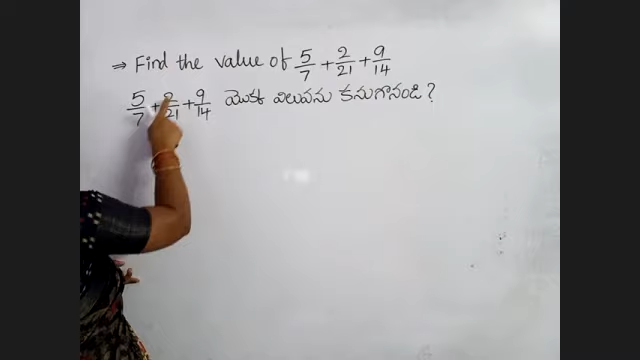 ⇒ Find the value of 5/7 + 2/21 + 9/14
5/7 + 2/21 + 9/14 యొక్క విలువను కనుగొనండి?